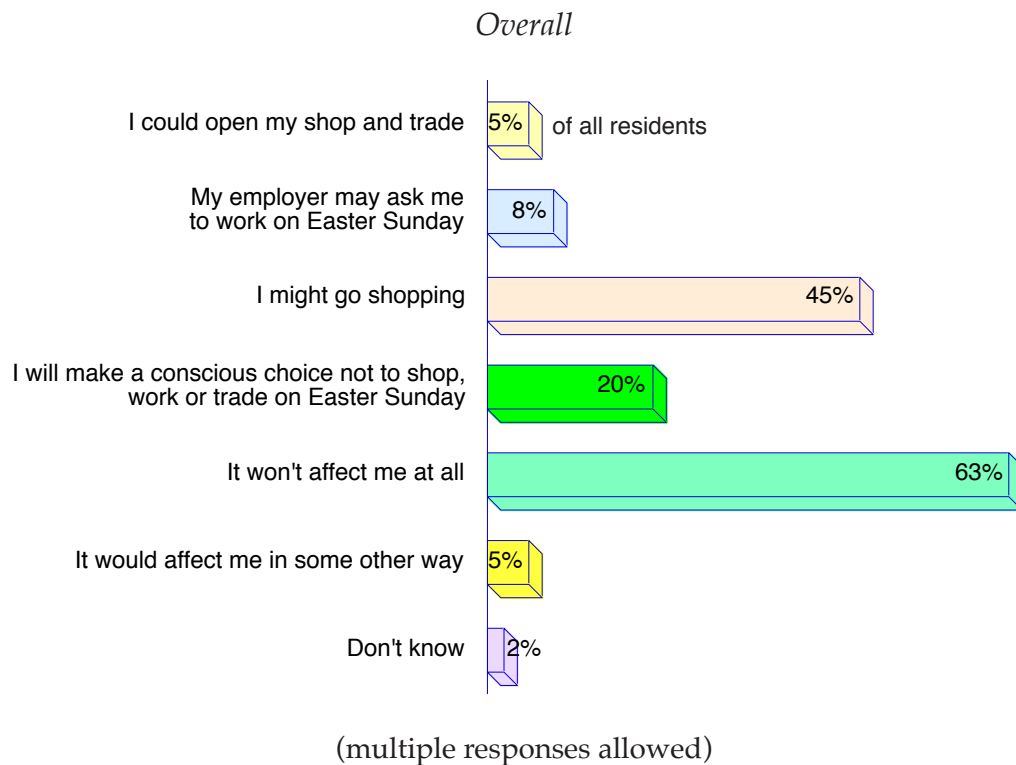 Overall
I could open my shop and trade
5%
of all residents
My employer may ask me
to work on Easter Sunday
8%
I might go shopping
45%
I will make a conscious choice not to shop,
work or trade on Easter Sunday
20%
It won't affect me at all
63%
It would affect me in some other way
5%
Don't know
2%
(multiple responses allowed)